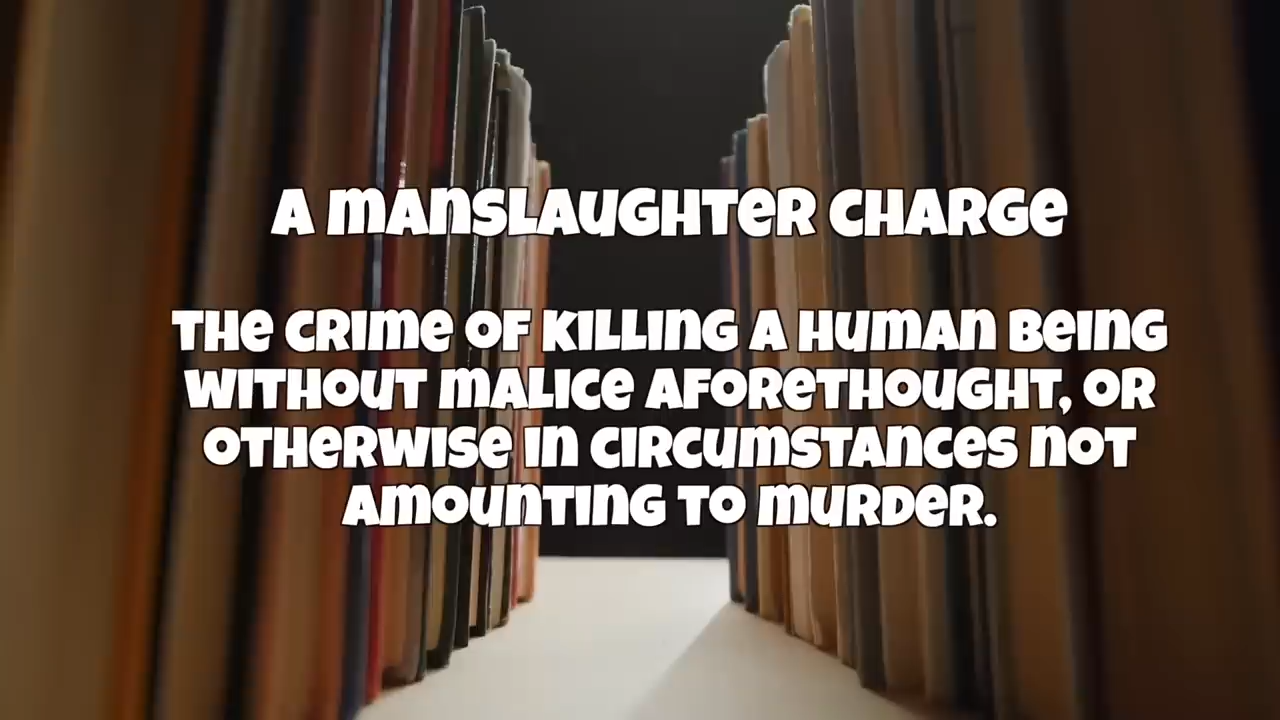 A MANSLAUGHTER CHARGE
THE CRIME OF KILLING A HUMAN BEING
WITHOUT MALICE AFORETHOUGHT, OR
OTHERWISE IN CIRCUMSTANCES NOT
AMOUNTING TO MURDER.